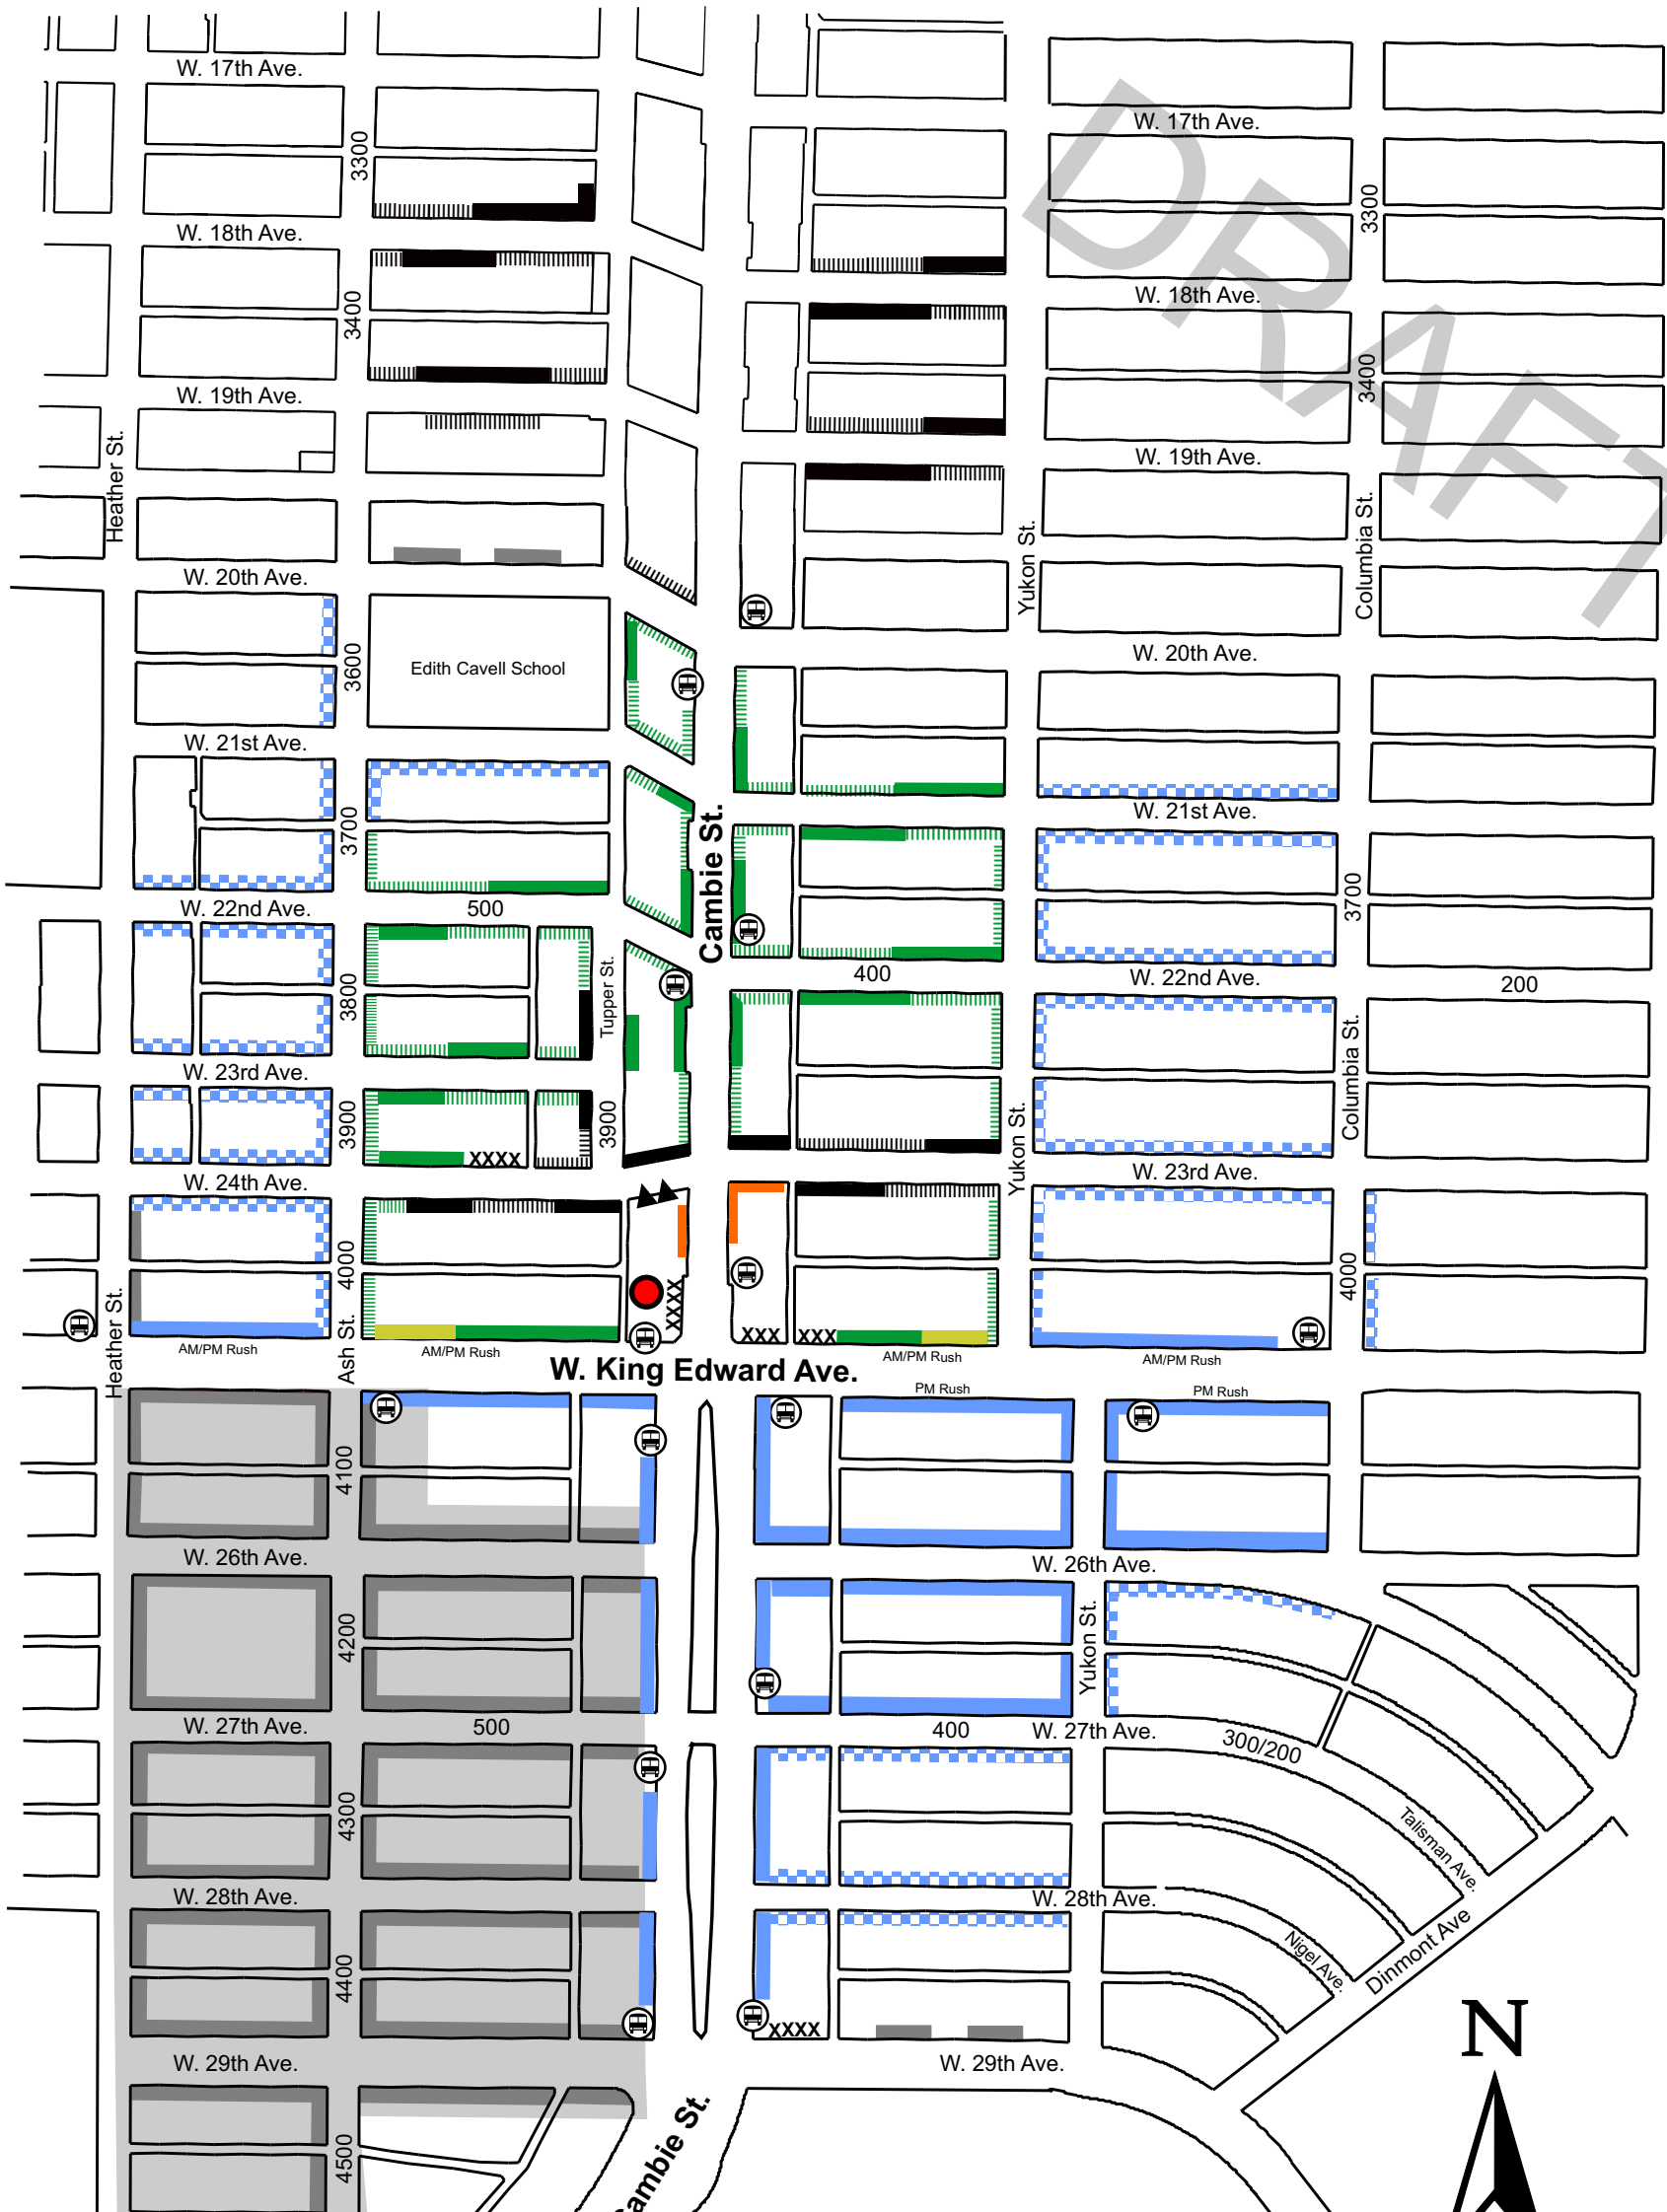 W. 17th Ave.
W. 17th Ave.
DRAFT
3300
3300
W. 18th Ave.
W. 18th Ave.
3400
3400
W. 19th Ave.
W. 19th Ave.
Heather St.
Yukon St.
Columbia St.
W. 20th Ave.
W. 20th Ave.
3600
Edith Cavell School
W. 21st Ave.
W. 21st Ave.
3700
Cambie St.
3700
W. 22nd Ave.
500
400
W. 22nd Ave.
200
3800
Tupper St.
Columbia St.
W. 23rd Ave.
3900
3900
XXXX
Yukon St.
W. 23rd Ave.
W. 24th Ave.
4000
4000
XXXX
XXX
XXX
Heather St.
Ash St.
AM/PM Rush
AM/PM Rush
AM/PM Rush
AM/PM Rush
W. King Edward Ave.
PM Rush
PM Rush
4100
W. 26th Ave.
W. 26th Ave.
4200
Yukon St.
W. 27th Ave.
500
400
W. 27th Ave.
300/200
4300
Talisman Ave.
W. 28th Ave.
W. 28th Ave.
4400
Nigel Ave.
Dinmont Ave
XXXX
N
W. 29th Ave.
W. 29th Ave.
4500
Cambie St.